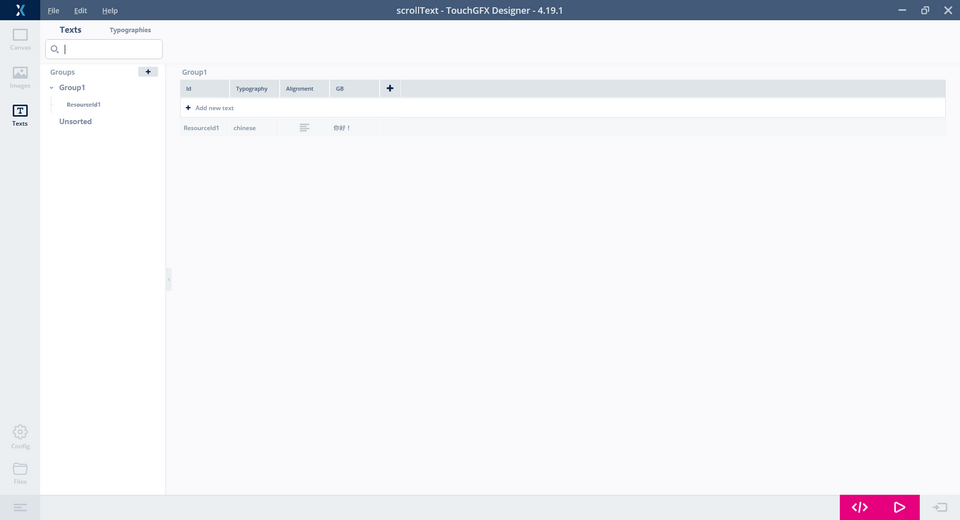 File Edit Help
scrollText - TouchGFX Designer - 4.19.1
Canvas
Images
Texts
Config
Files
Texts Typographies
Groups
Group1
ResourseId1
Unsorted
Group1
Id Typography Alignment GB
Add new text
ResourceId1 chinese 你好！